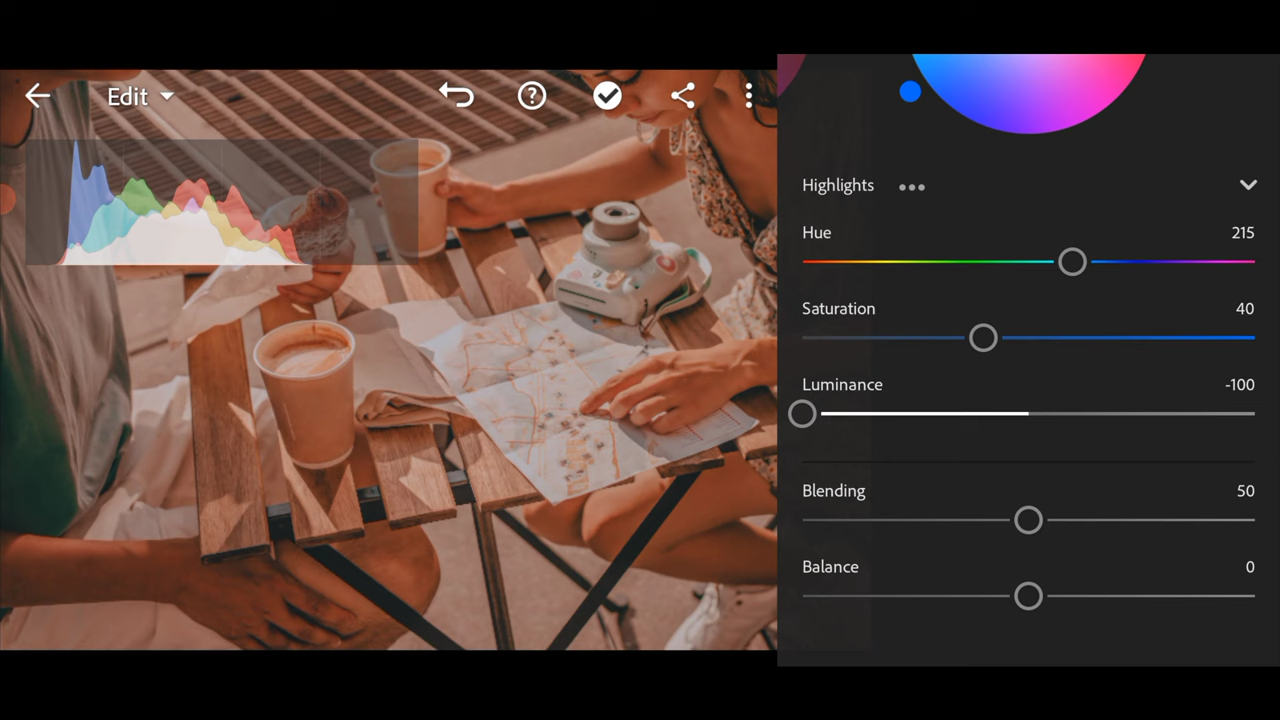 Edit
Highlights
Hue 215
Saturation 40
Luminance -100
Blending 50
Balance 0